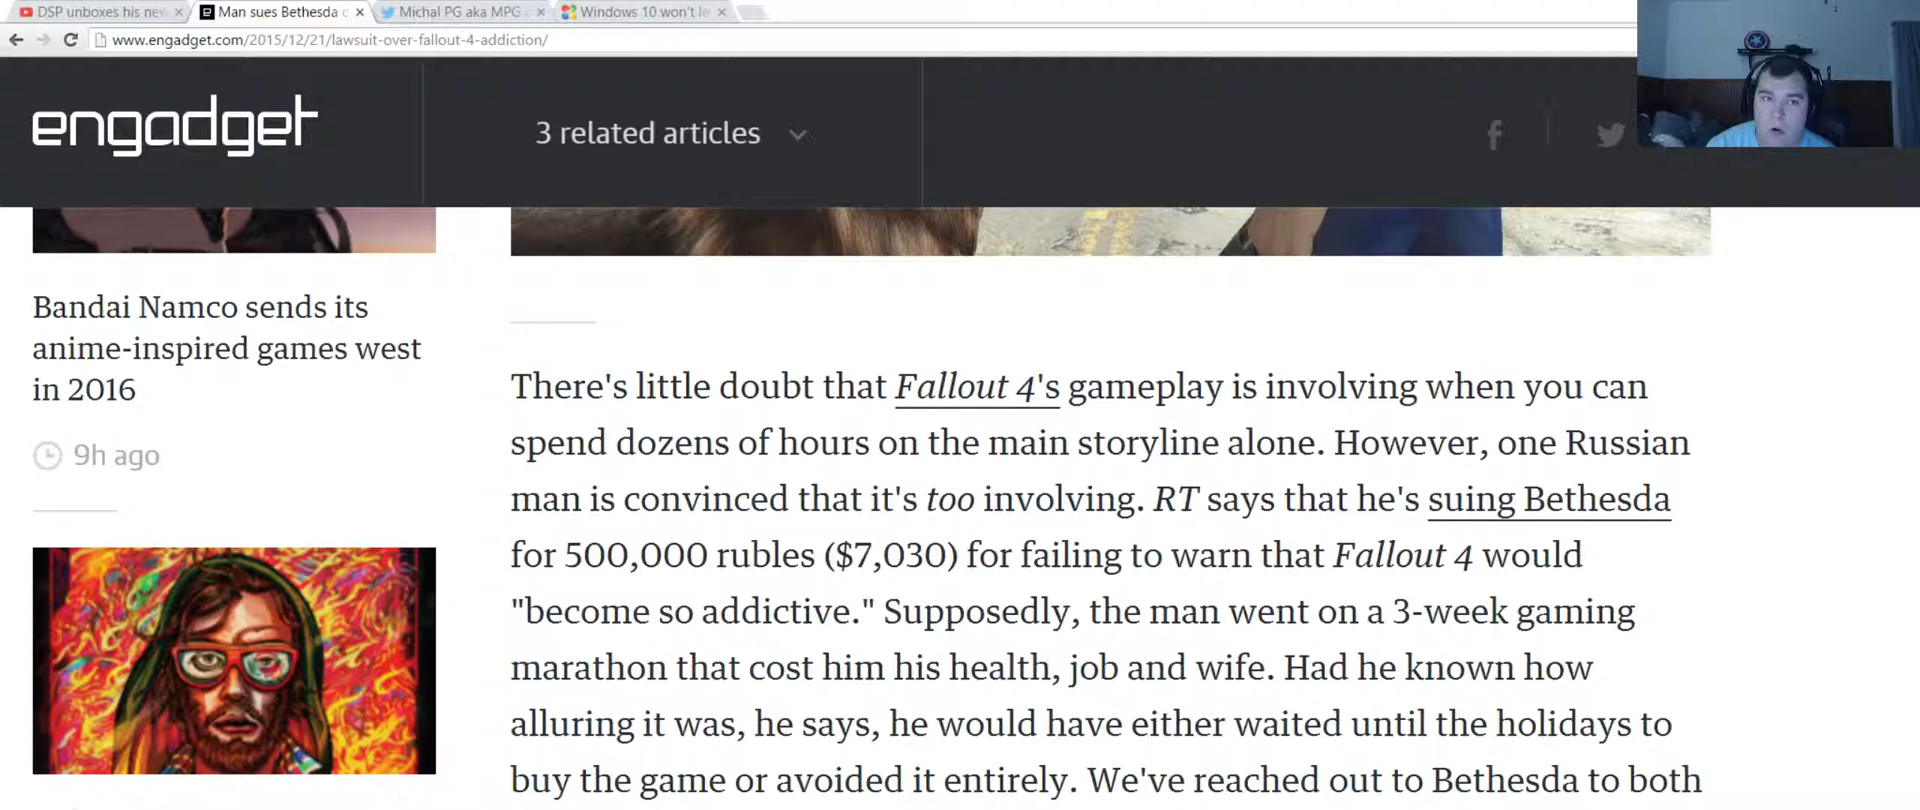 DSP unboxes his nev
Man sues Bethesda
Michal PG aka MPG
Windows 10 won't le
www.engadget.com/2015/12/21/lawsuit-over-fallout-4-addiction/
engadget
3 related articles
Bandai Namco sends its
anime-inspired games west
in 2016
9h ago
There's little doubt that Fallout 4's gameplay is involving when you can
spend dozens of hours on the main storyline alone. However, one Russian
man is convinced that it's too involving. RT says that he's suing Bethesda
for 500,000 rubles ($7,030) for failing to warn that Fallout 4 would
"become so addictive." Supposedly, the man went on a 3-week gaming
marathon that cost him his health, job and wife. Had he known how
alluring it was, he says, he would have either waited until the holidays to
buy the game or avoided it entirely. We've reached out to Bethesda to both